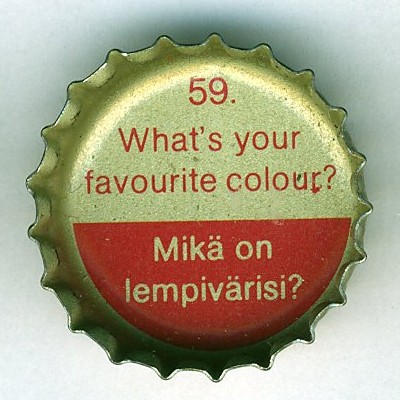 59.
What's your
favourite colour?
Mikä on
lempivärisi?